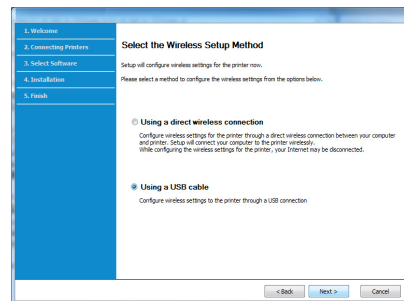 1. Welcome
2. Connecting Printers
3. Select Software
4. Installation
5. Finish
Select the Wireless Setup Method
Setup will configure wireless settings for the printer now.
Please select a method to configure the wireless settings from the options below.
Using a direct wireless connection
Configure wireless settings for the printer through a direct wireless connection between your computer
and printer. Setup will connect your computer to the printer wirelessly.
While configuring the wireless settings for the printer, your Internet may be disconnected.
Using a USB cable
Configure wireless settings to the printer through a USB connection
< Back
Next >
Cancel